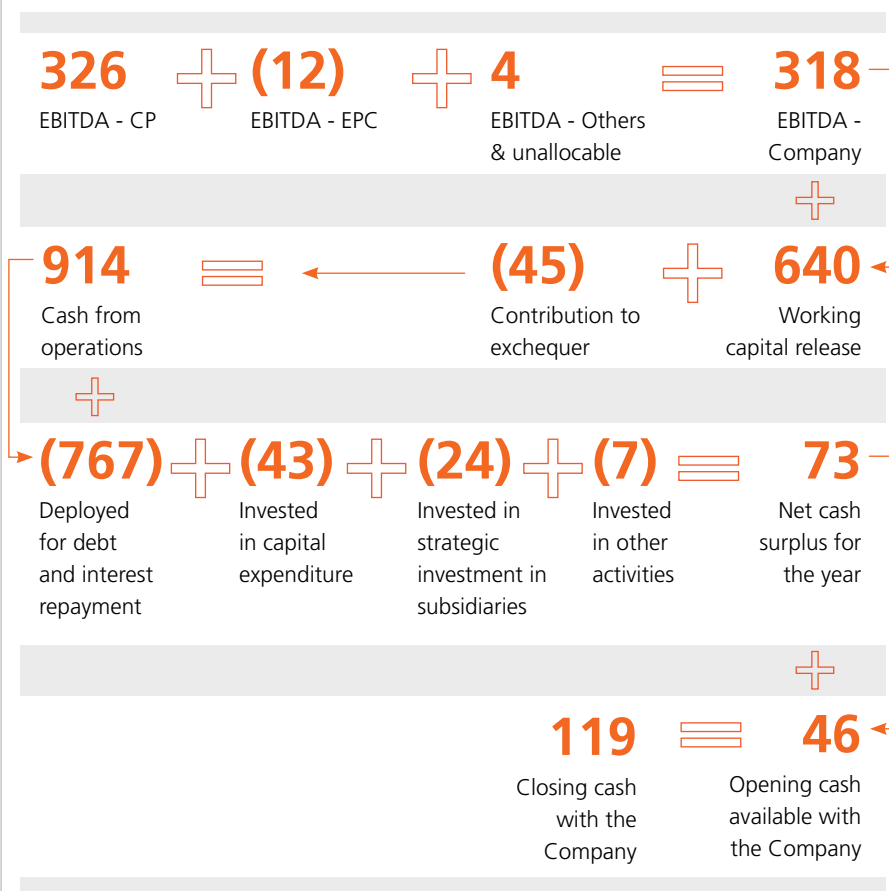 326 (12) 4 318
EBITDA - CP EBITDA - EPC EBITDA - Others EBITDA -
& unallocable Company
914 (45) 640
Cash from Contribution to Working
operations exchequer capital release
(767) (43) (24) (7) 73
Deployed Invested Invested in Invested Net cash
for debt in capital strategic in other surplus for
and interest expenditure investment in activities the year
repayment subsidiaries
119 46
Closing cash Opening cash
with the available with
Company the Company